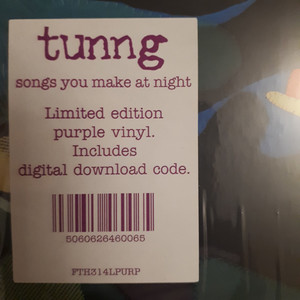 tunng
songs you make at night
Limited edition
purple vinyl.
Includes
digital download code.
5060626460065
FTH314LPURP